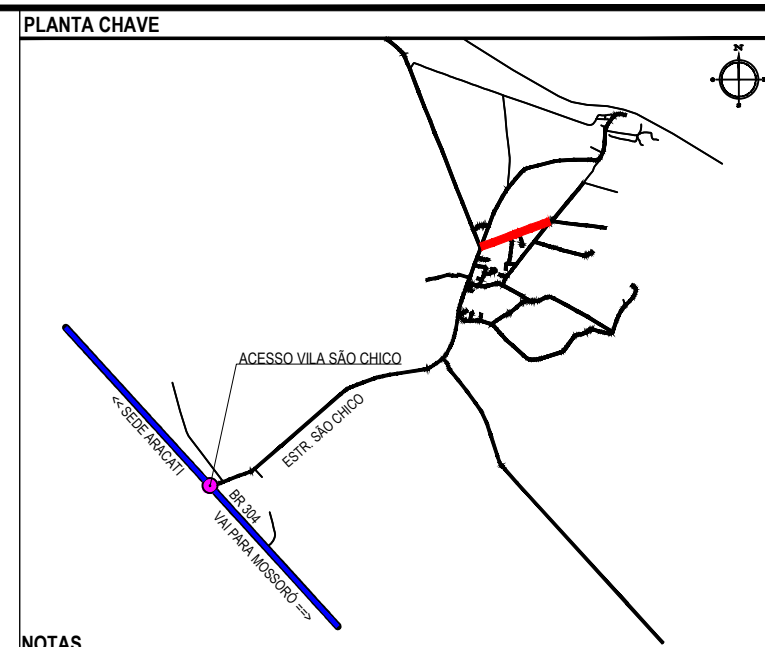 PLANTA CHAVE
N
ACESSO VILA SÃO CHICO
<< SEDE ARACATI
ESTR. SÃO CHICO
BR 304
VAI PARA MOSSORÓ ==>
NOTAS